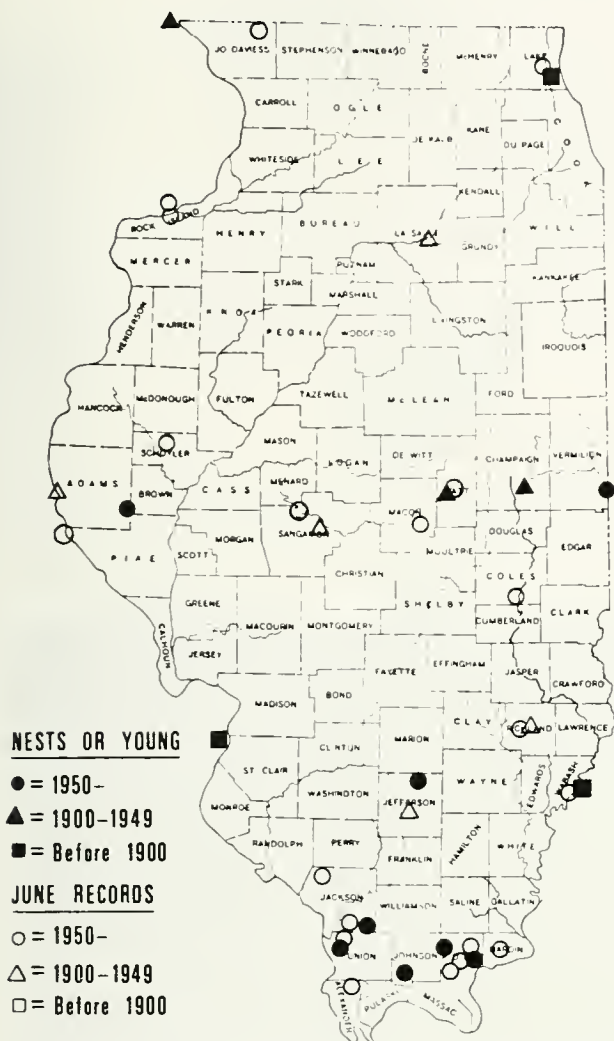 JO DAVIESS STEPHENSON WINNEBAGO BOONE McHENRY LAKE
CARROLL OGLE
DE KALB KANE
WHITESIDE LEE DU PAGE
KENDALL
ROCK ISLAND HENRY BUREAU LA SALLE GRUNDY WILL
MERCER PUTNAM
STARK MARSHALL KANKAKEE
HENDERSON WARREN KNOX PEORIA WOODFORD LIVINGSTON IROQUOIS
HANCOCK McDONOUGH FULTON TAZEWELL McLEAN FORD
SCHUYLER MASON
LOGAN DE WITT CHAMPAIGN VERMILION
ADAMS BROWN CASS MENARD PIATT
MACON
PIKE SCOTT MORGAN SANGAMON MOULTRIE DOUGLAS EDGAR
CHRISTIAN
COLES
GREENE SHELBY CUMBERLAND CLARK
CALHOUN MACOUPIN MONTGOMERY
JERSEY
FAYETTE EFFINGHAM JASPER CRAWFORD
MADISON BOND
CLAY RICHLAND LAWRENCE
MARION
CLINTON
ST. CLAIR WAYNE EDWARDS WABASH
WASHINGTON JEFFERSON
MONROE
RANDOLPH PERRY HAMILTON WHITE
FRANKLIN
JACKSON WILLIAMSON SALINE GALLATIN
UNION JOHNSON HARDIN
ALEXANDER PULASKI MASSAC
NESTS OR YOUNG
● = 1950-
▲ = 1900-1949
■ = Before 1900
JUNE RECORDS
○ = 1950-
△ = 1900-1949
□ = Before 1900